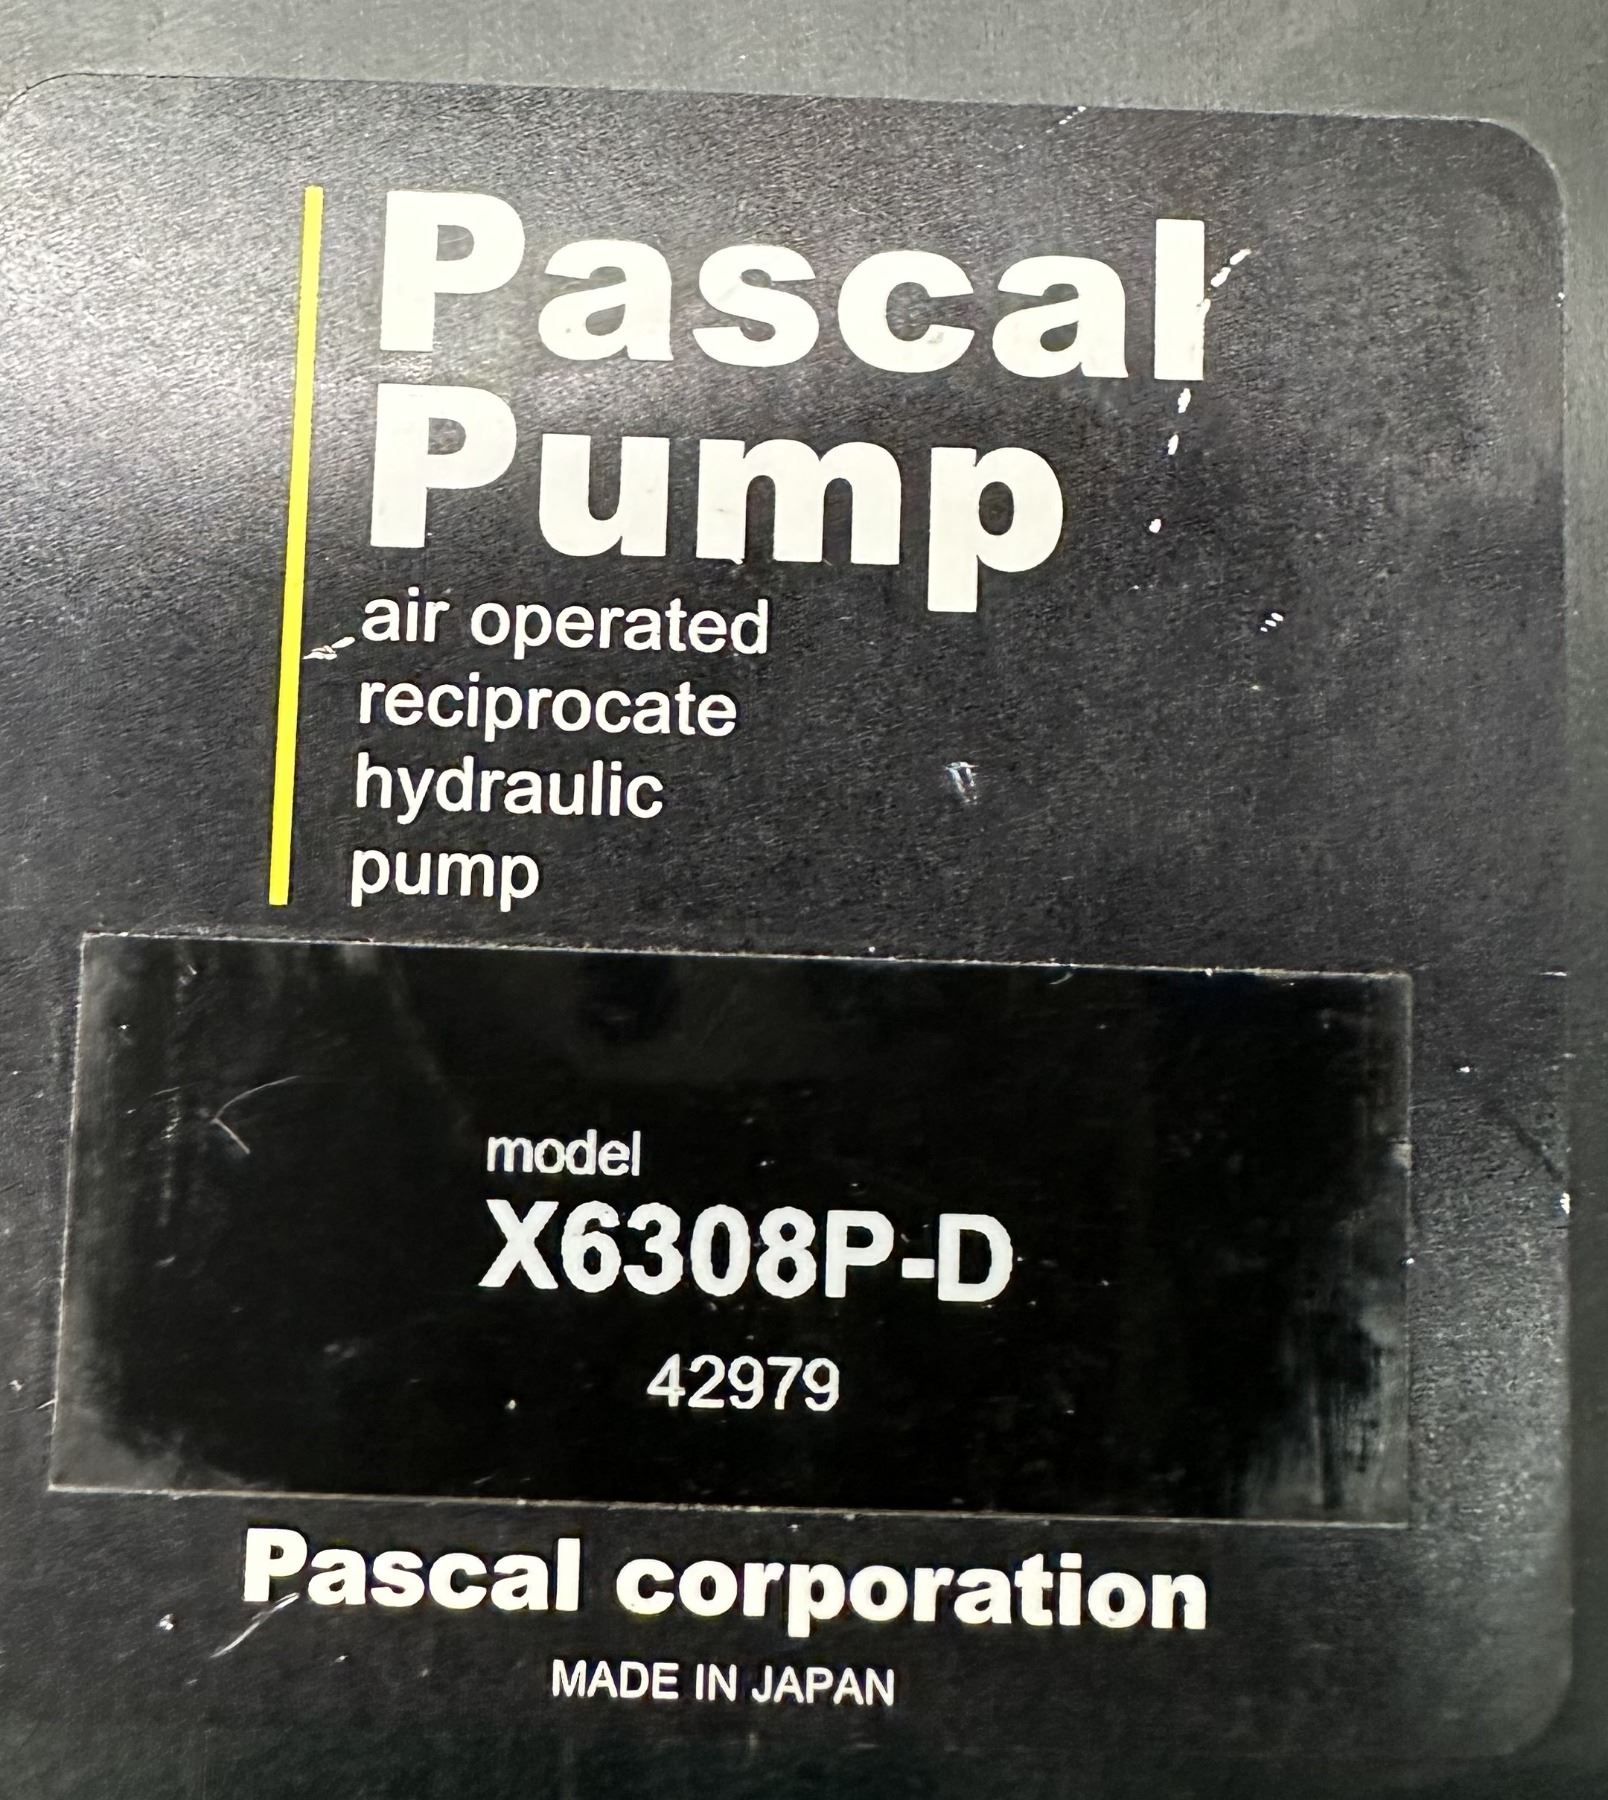 Pascal
Pump
air operated
reciprocate
hydraulic
pump
model
X6308P-D
42979
Pascal corporation
MADE IN JAPAN